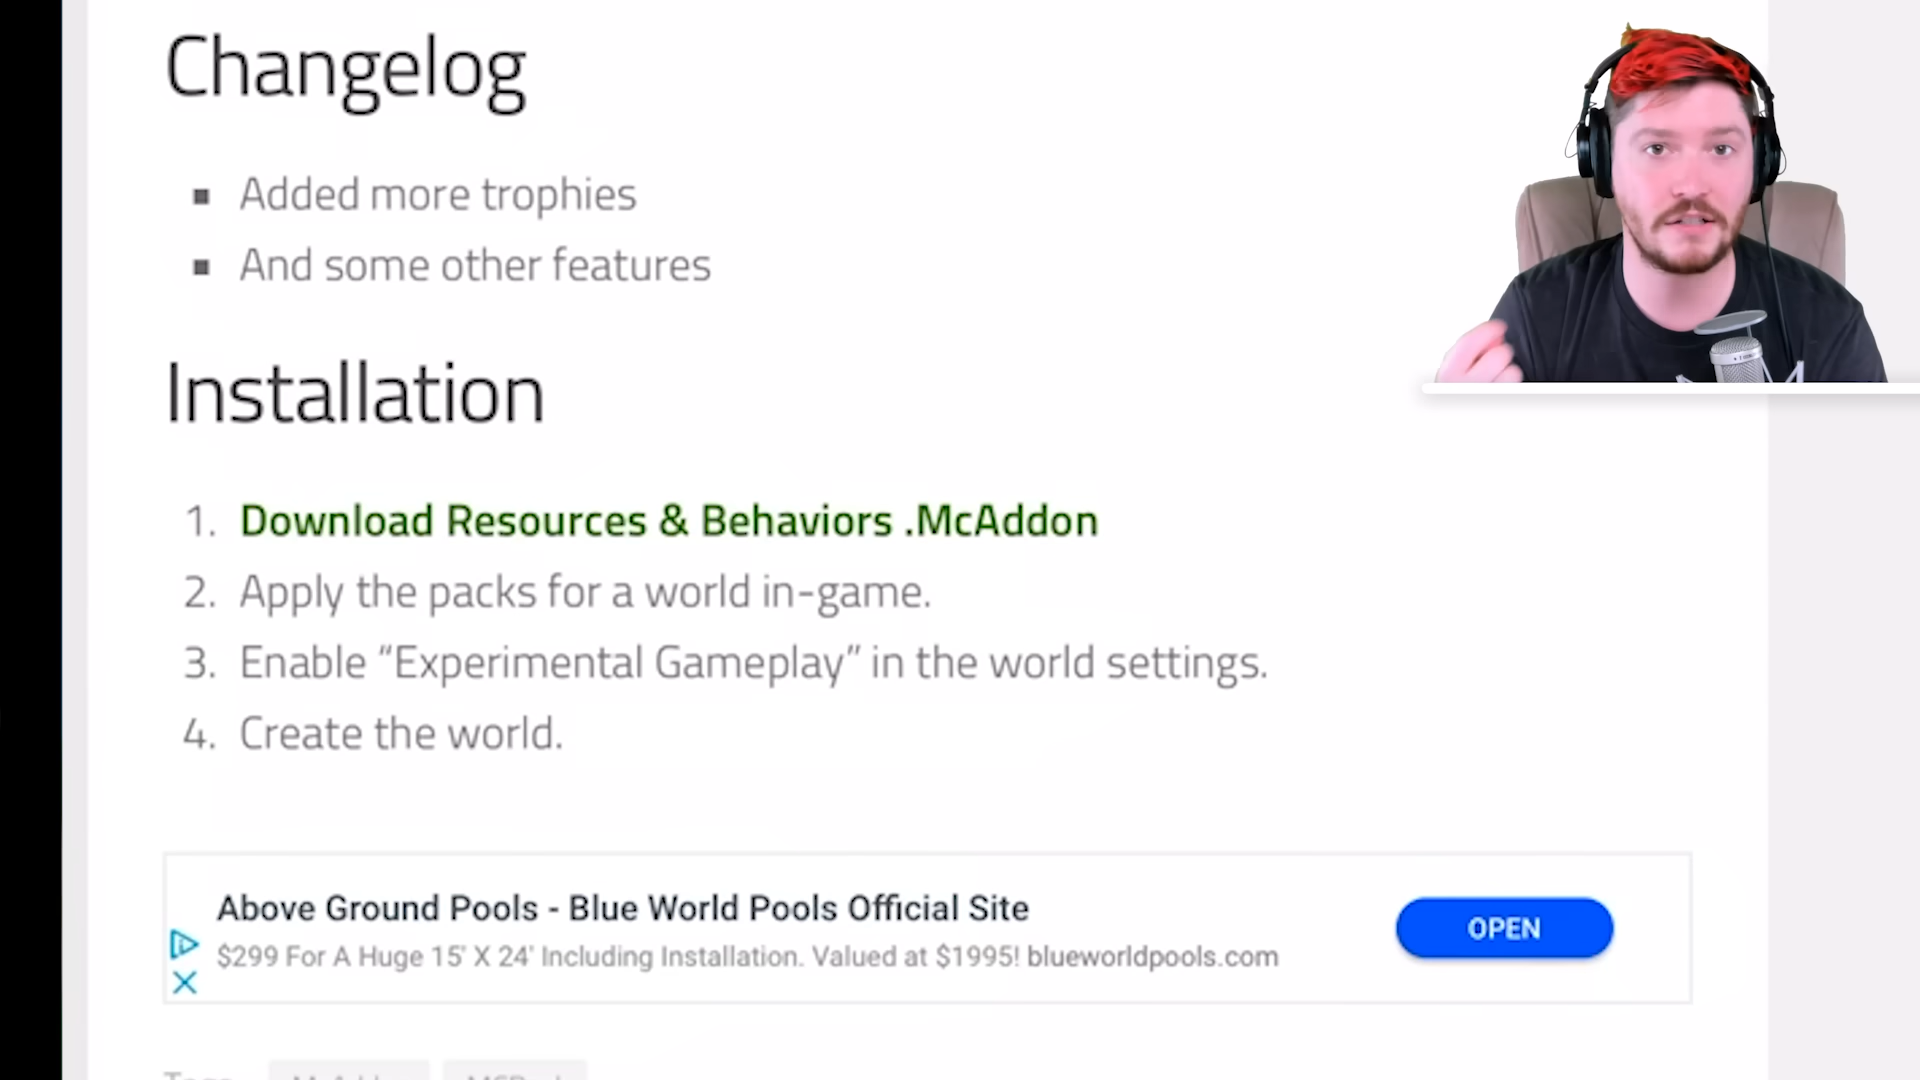 Changelog
Added more trophies
And some other features
Installation
1. Download Resources & Behaviors .McAddon
2. Apply the packs for a world in-game.
3. Enable “Experimental Gameplay” in the world settings.
4. Create the world.
Above Ground Pools - Blue World Pools Official Site
$299 For A Huge 15' X 24' Including Installation. Valued at $1995! blueworldpools.com
OPEN